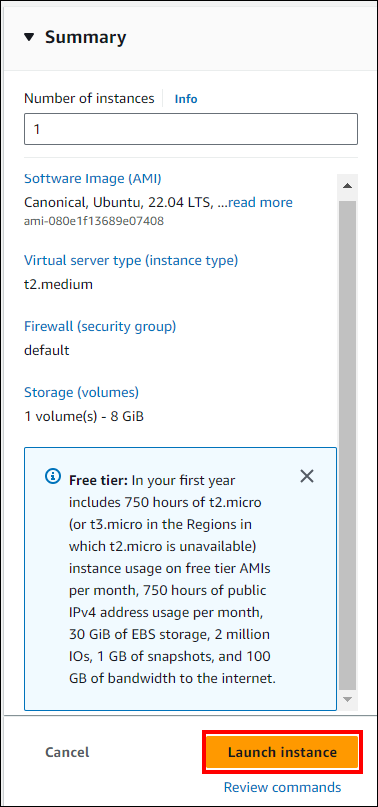 Summary
Number of instances Info
1
Software Image (AMI)
Canonical, Ubuntu, 22.04 LTS, ...read more
ami-080e1f13689e07408
Virtual server type (instance type)
t2.medium
Firewall (security group)
default
Storage (volumes)
1 volume(s) - 8 GiB
Free tier: In your first year
includes 750 hours of t2.micro
(or t3.micro in the Regions in
which t2.micro is unavailable)
instance usage on free tier AMIs
per month, 750 hours of public
IPv4 address usage per month,
30 GiB of EBS storage, 2 million
IOs, 1 GB of snapshots, and 100
GB of bandwidth to the internet.
Cancel Launch instance
Review commands